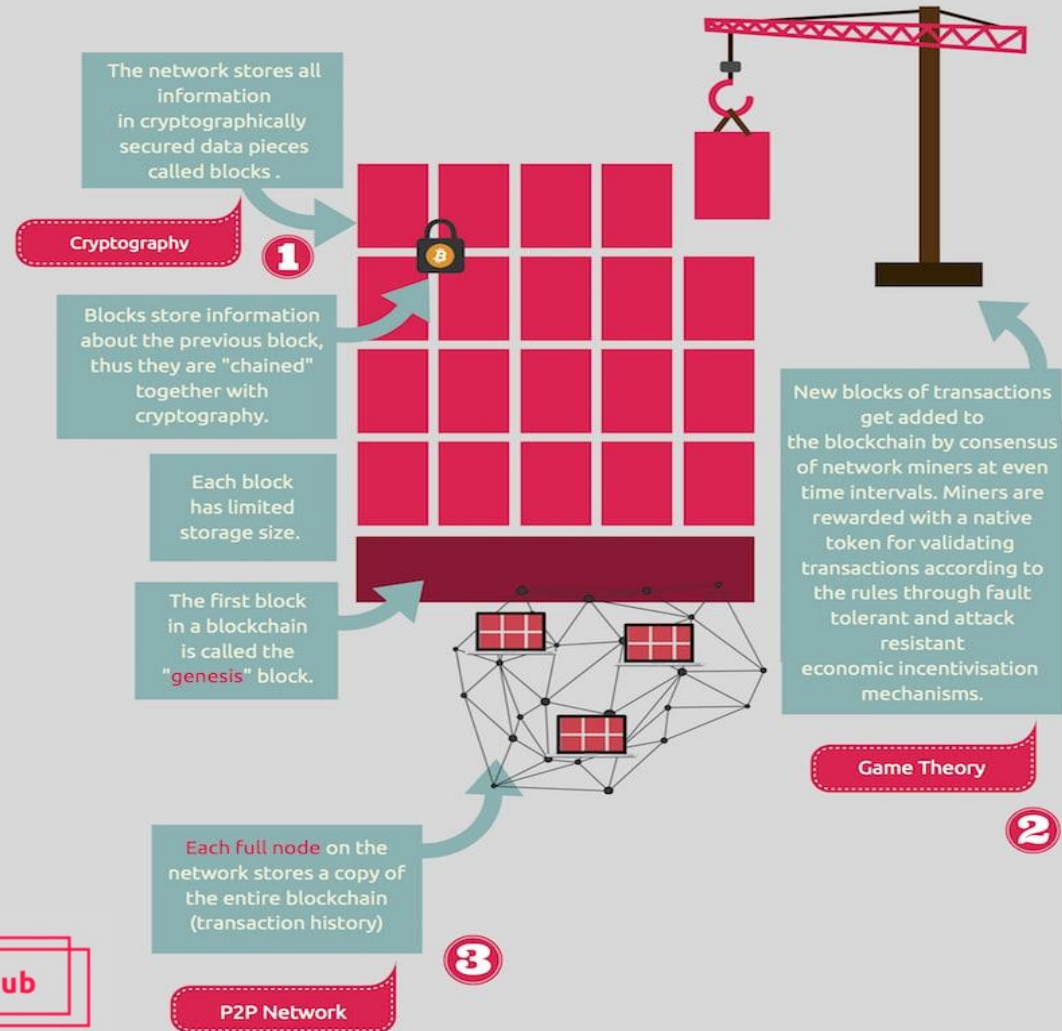 The network stores all
information
in cryptographically
secured data pieces
called blocks .
Cryptography
1
Blocks store information
about the previous block,
thus they are "chained"
together with
cryptography.
Each block
has limited
storage size.
The first block
in a blockchain
is called the
"genesis" block.
New blocks of transactions
get added to
the blockchain by consensus
of network miners at even
time intervals. Miners are
rewarded with a native
token for validating
transactions according to
the rules through fault
tolerant and attack
resistant
economic incentivisation
mechanisms.
Game Theory
2
Each full node on the
network stores a copy of
the entire blockchain
(transaction history)
3
P2P Network
ub